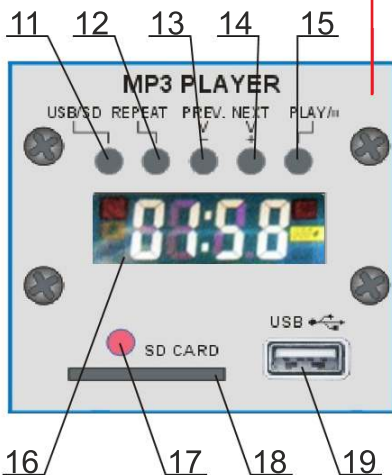 11 12 13 14 15
MP3 PLAYER
USB/SD REPEAT PREV. NEXT PLAY/II
V- V+
01:58
USB
SD CARD
16 17 18 19